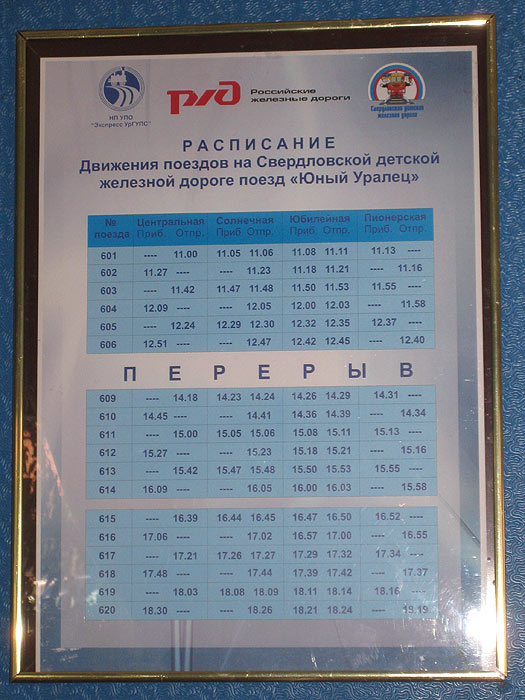 НП УПО
"Экспресс УрГУПС"
РЖД
Российские
железные дороги
Свердловская детская
железная дорога
РАСПИСАНИЕ
Движения поездов на Свердловской детской
железной дороге поезд «Юный Уралец»
№ Центральная Солнечная Юбилейная Пионерская
поезда Приб. Отпр. Приб. Отпр. Приб. Отпр. Приб. Отпр.
601 ---- 11.00 11.05 11.06 11.08 11.11 11.13 ----
602 11.27 ---- ---- 11.23 11.18 11.21 ---- 11.16
603 ---- 11.42 11.47 11.48 11.50 11.53 11.55 ----
604 12.09 ---- ---- 12.05 12.00 2.03 ---- 11.58
605 ---- 12.24 12.29 12.30 12.32 12.35 12.37 ----
606 12.51 ---- ---- 12.47 12.42 12.45 ---- 12.40
ПЕРЕРЫВ
609 ---- 14.18 14.23 14.24 14.26 14.29 14.31 ----
610 14.45 ---- ---- 14.41 14.36 14.39 ---- 14.34
611 ---- 15.00 15.05 15.06 15.08 15.11 15.13 ----
612 15.27 ---- ---- 15.23 15.18 15.21 ---- 15.16
613 ---- 15.42 15.47 15.48 15.50 15.53 15.55 ----
614 16.09 ---- ---- 16.05 16.00 16.03 ---- 15.58
615 ---- 16.39 16.44 16.45 16.47 16.50 16.52 ----
616 17.06 ---- ---- 17.02 16.57 17.00 ---- 16.55
617 ---- 17.21 17.26 17.27 17.29 17.32 17.34 ----
618 17.48 ---- ---- 17.44 17.39 17.42 ---- 17.37
619 ---- 18.03 18.08 18.09 18.11 18.14 18.16 ----
620 18.30 ---- ---- 18.26 18.21 18.24 ---- 19.19